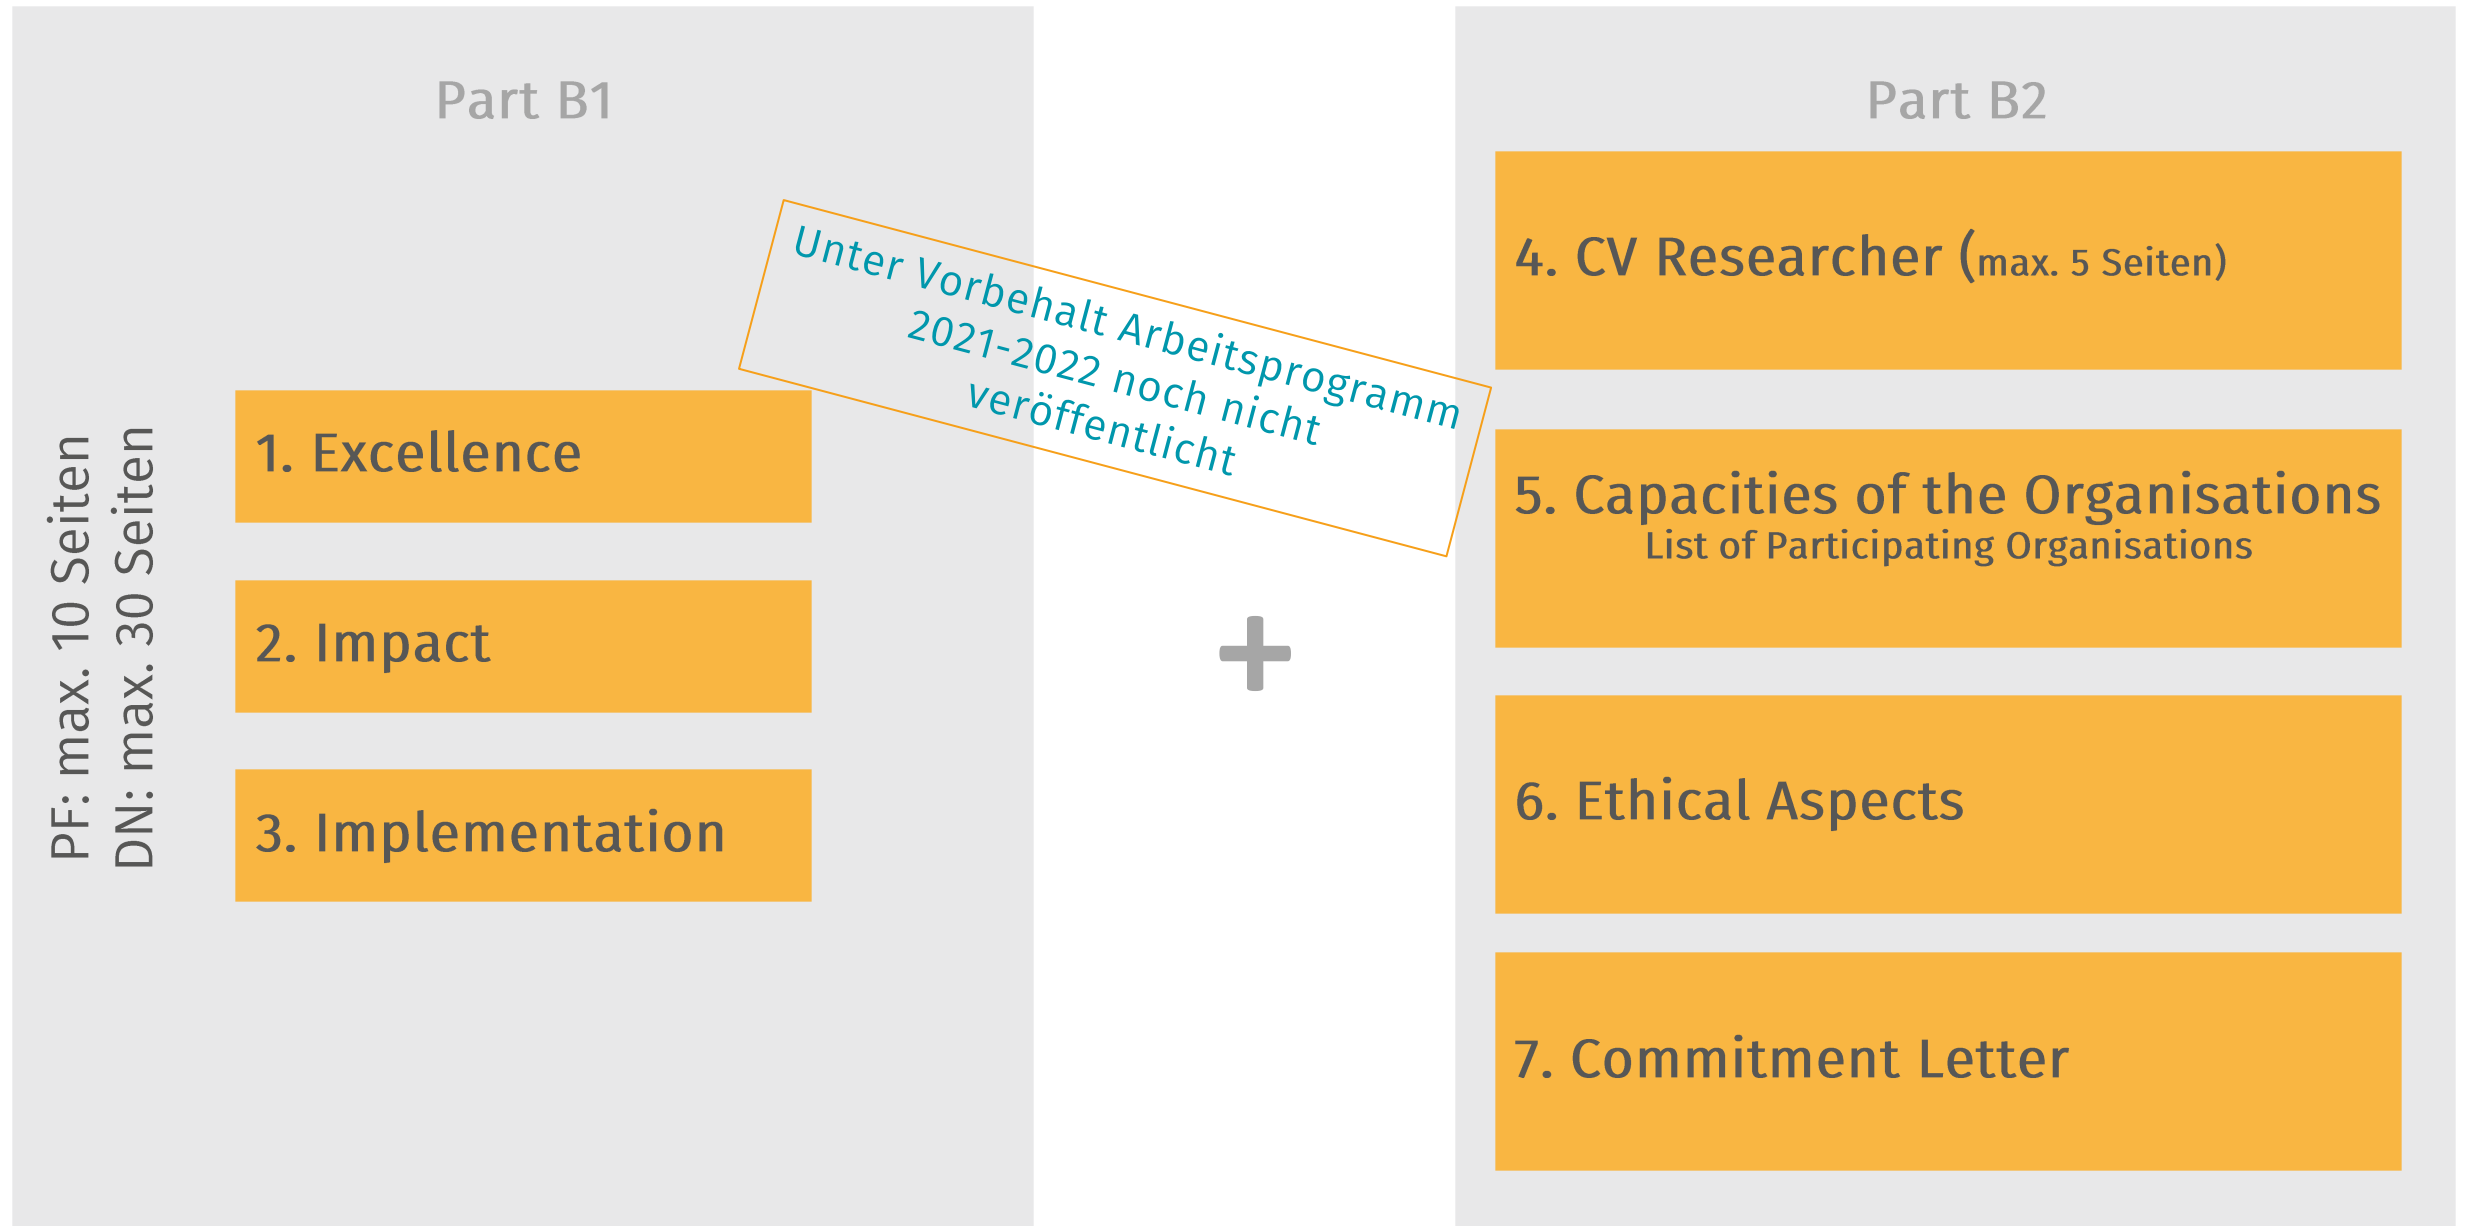 Part B1
PF: max. 10 Seiten
DN: max. 30 Seiten
1. Excellence
2. Impact
3. Implementation
Unter Vorbehalt Arbeitsprogramm
2021-2022 noch nicht
veröffentlicht
+
Part B2
4. CV Researcher (max. 5 Seiten)
5. Capacities of the Organisations
List of Participating Organisations
6. Ethical Aspects
7. Commitment Letter